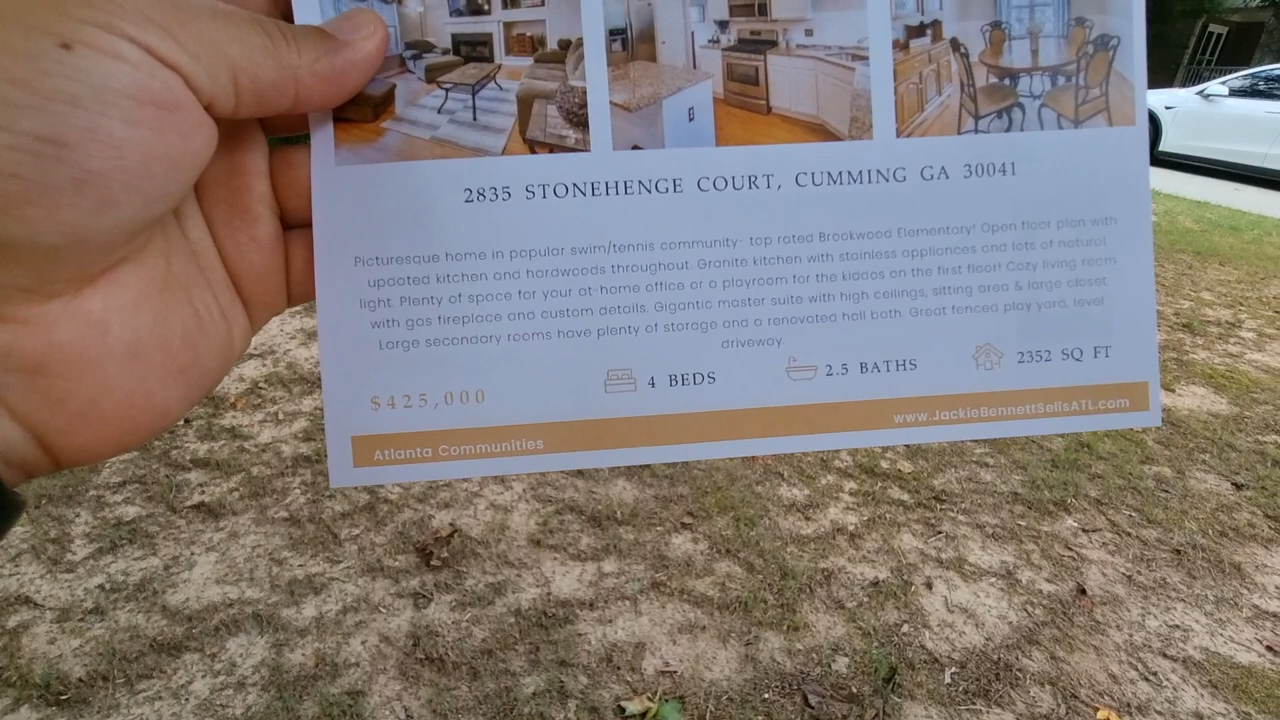 2835 STONEHENGE COURT, CUMMING GA 30041
Picturesque home in popular swim/tennis community- top rated Brookwood Elementary! Open floor plan with
updated kitchen and hardwoods throughout. Granite kitchen with stainless appliances and lots of natural
light. Plenty of space for your at-home office or a playroom for the kiddos on the first floor! Cozy living room
with gas fireplace and custom details. Gigantic master suite with high ceilings, sitting area & large closet.
Large secondary rooms have plenty of storage and a renovated hall bath. Great fenced play yard, level
driveway.
$425,000
4 BEDS
2.5 BATHS
2352 SQ FT
Atlanta Communities
www.JackieBennettSellsATL.com